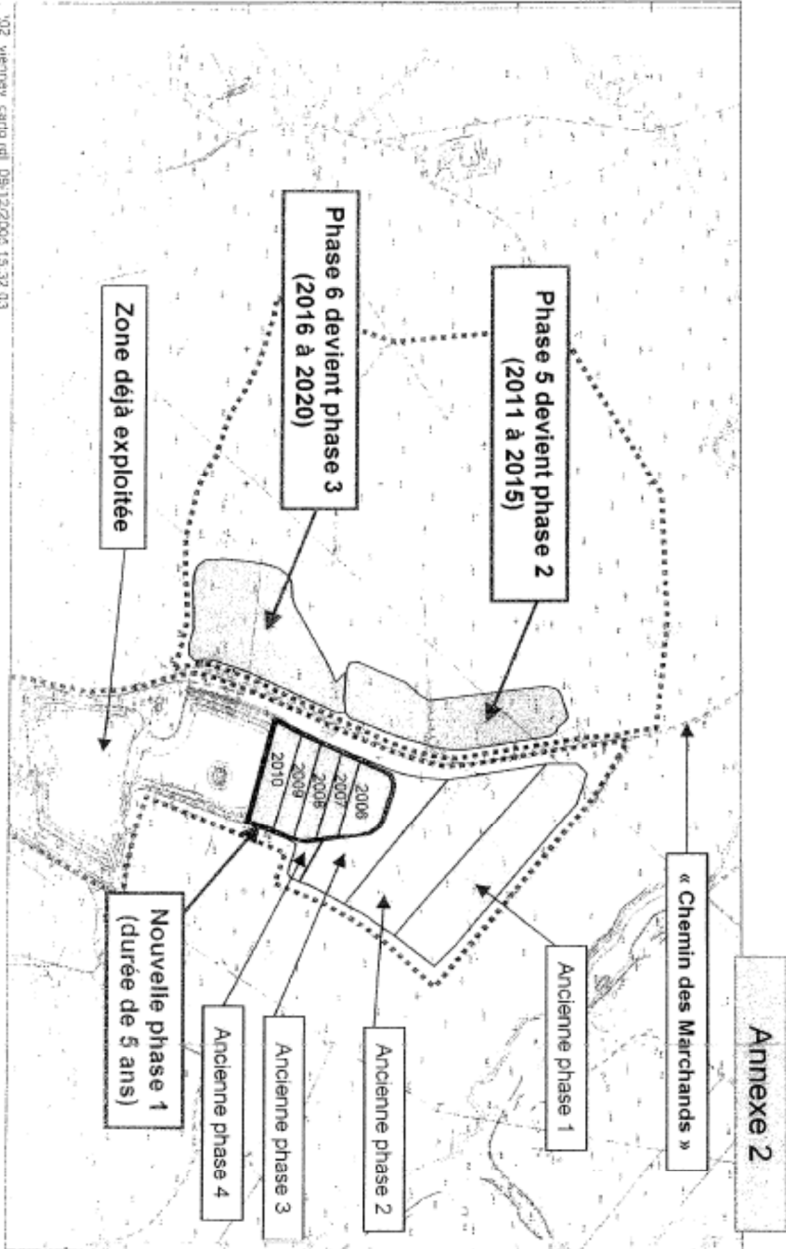 Annexe 2
« Chemin des Marchands »
Phase 5 devient phase 2
(2011 à 2015)
Phase 6 devient phase 3
(2016 à 2020)
Zone déjà exploitée
Ancienne phase 1
Ancienne phase 2
Ancienne phase 3
Ancienne phase 4
Nouvelle phase 1
(durée de 5 ans)
2006
2007
2008
2009
2010